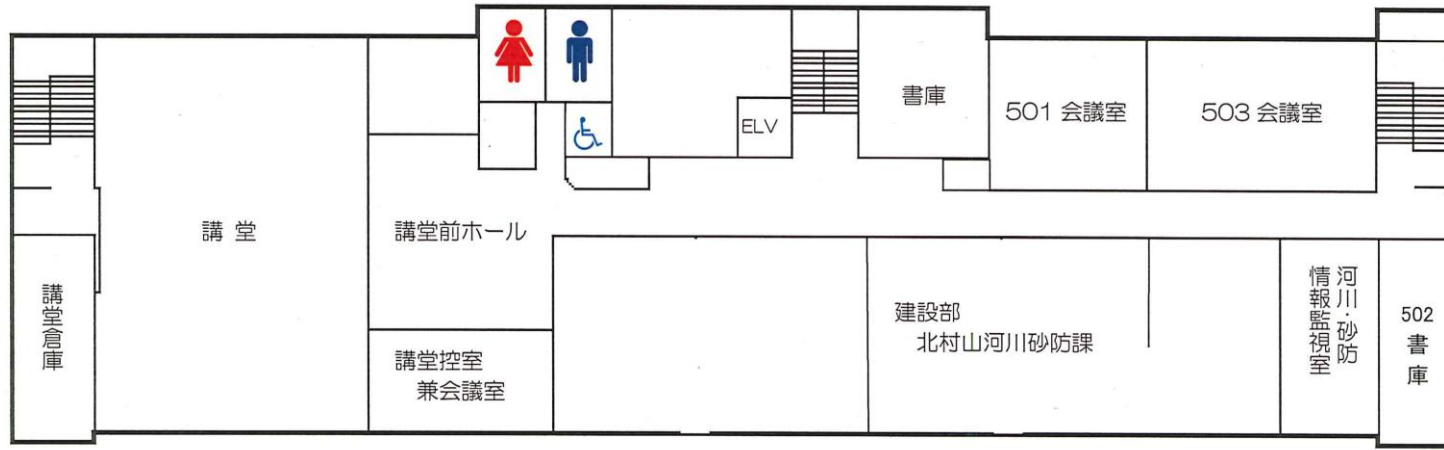 書庫
501 会議室
503 会議室
ELV
講堂
講堂前ホール
講堂倉庫
講堂控室
兼会議室
建設部
北村山河川砂防課
河川・砂防
情報監視室
502
書庫